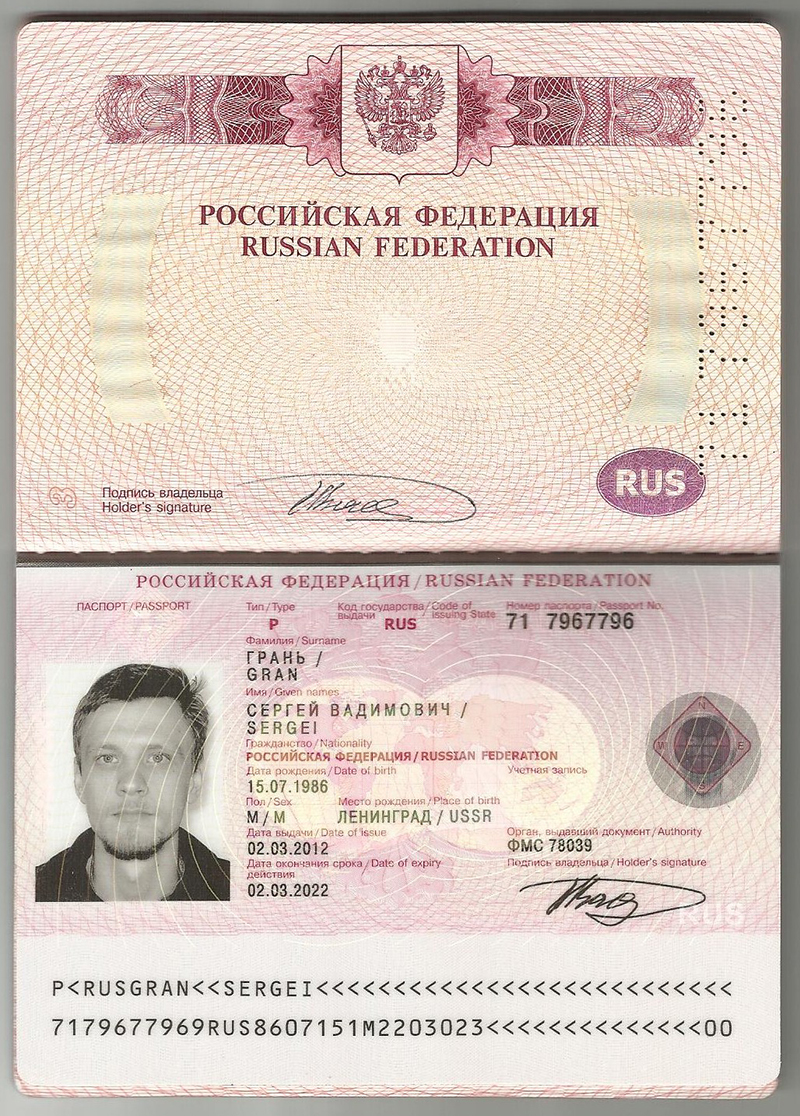 РОССИЙСКАЯ ФЕДЕРАЦИЯ
RUSSIAN FEDERATION
RUS
Подпись владельца
Holder's signature
РОССИЙСКАЯ ФЕДЕРАЦИЯ / RUSSIAN FEDERATION
ПАСПОРТ / PASSPORT
Тип / Type
Код государства / Code of
выдачи issuing State
Номер паспорта / Passport No.
P
RUS
71 7967796
Фамилия / Surname
ГРАНЬ /
GRAN
Имя / Given names
СЕРГЕЙ ВАДИМОВИЧ /
SERGEI
Гражданство / Nationality
РОССИЙСКАЯ ФЕДЕРАЦИЯ / RUSSIAN FEDERATION
Дата рождения / Date of birth
Учетная запись
15.07.1986
Пол / Sex
Место рождения / Place of birth
М / M
ЛЕНИНГРАД / USSR
Дата выдачи / Date of issue
Орган, выдавший документ / Authority
02.03.2012
ФМС 78039
Дата окончания срока / Date of expiry
действия
Подпись владельца / Holder's signature
02.03.2022
N
W
E
S
RUS
P<RUSGRAN<<SERGEI<<<<<<<<<<<<<<<<<<<<<<<<<<<
7179677969RUS8607151M2203023<<<<<<<<<<<<<<00